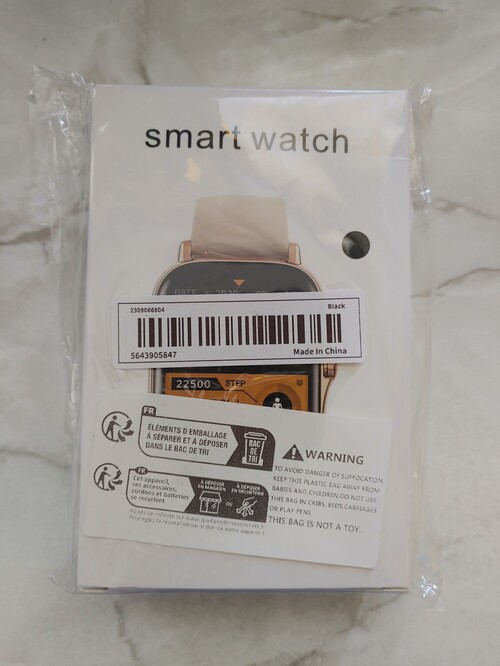 smart watch
DATE
2309066804
Black
5643905847
Made In China
22500 STEP
FR
ÉLÉMENTS D'EMBALLAGE
À SÉPARER ET À DÉPOSER
DANS LE BAC DE TRI
BAC
DE
TRI
FR
Cet appareil,
ses accessoires,
cordons et batteries
se recyclent
À DÉPOSER
EN MAGASIN
OU
À DÉPOSER
EN DÉCHÈTERIE
WARNING
TO AVOID DANGER OF SUFFOCATION,
KEEP THIS PLASTIC BAG AWAY FROM
BABIES AND CHILDREN.DO NOT USE
THIS BAG IN CRIBS, BEDS,CARRIAGES
OR PLAY PENS.
THIS BAG IS NOT A TOY.